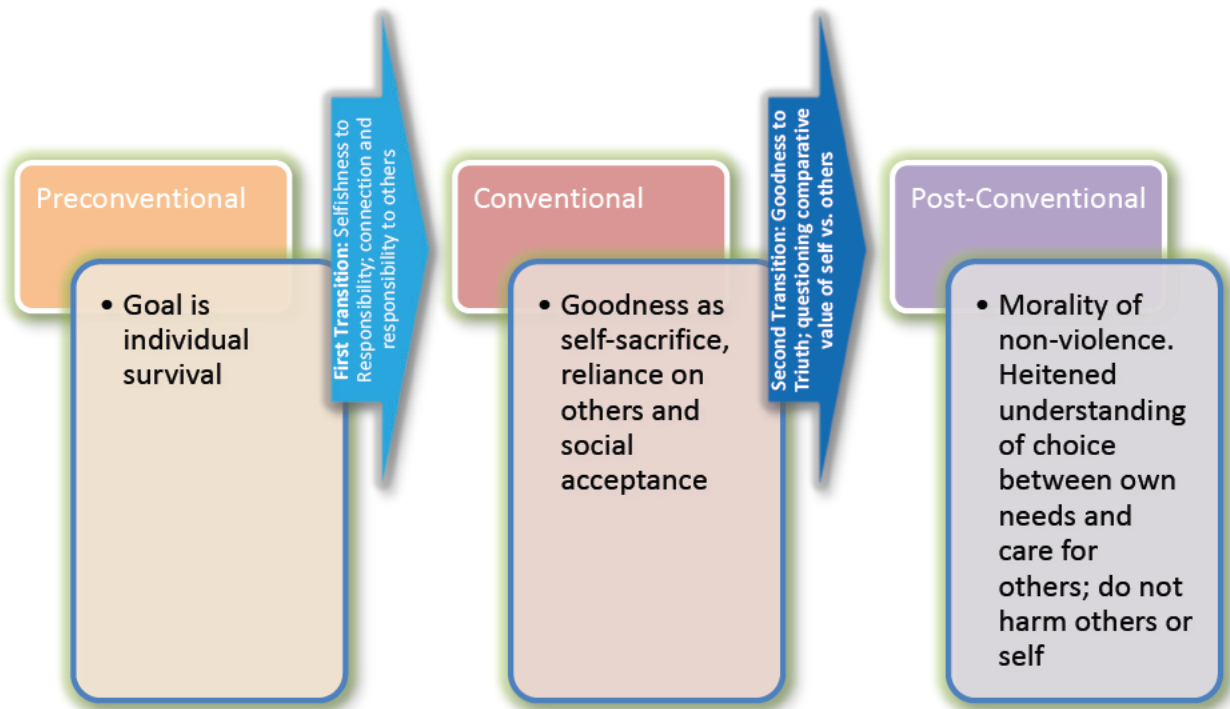 Preconventional
• Goal is
individual
survival
First Transition: Selfishness to
Responsibility; connection and
responsibility to others
Conventional
• Goodness as
self-sacrifice,
reliance on
others and
social
acceptance
Second Transition: Goodness to
Triuth; questioning comparative
value of self vs. others
Post-Conventional
• Morality of
non-violence.
Heitened
understanding
of choice
between own
needs and
care for
others; do not
harm others or
self